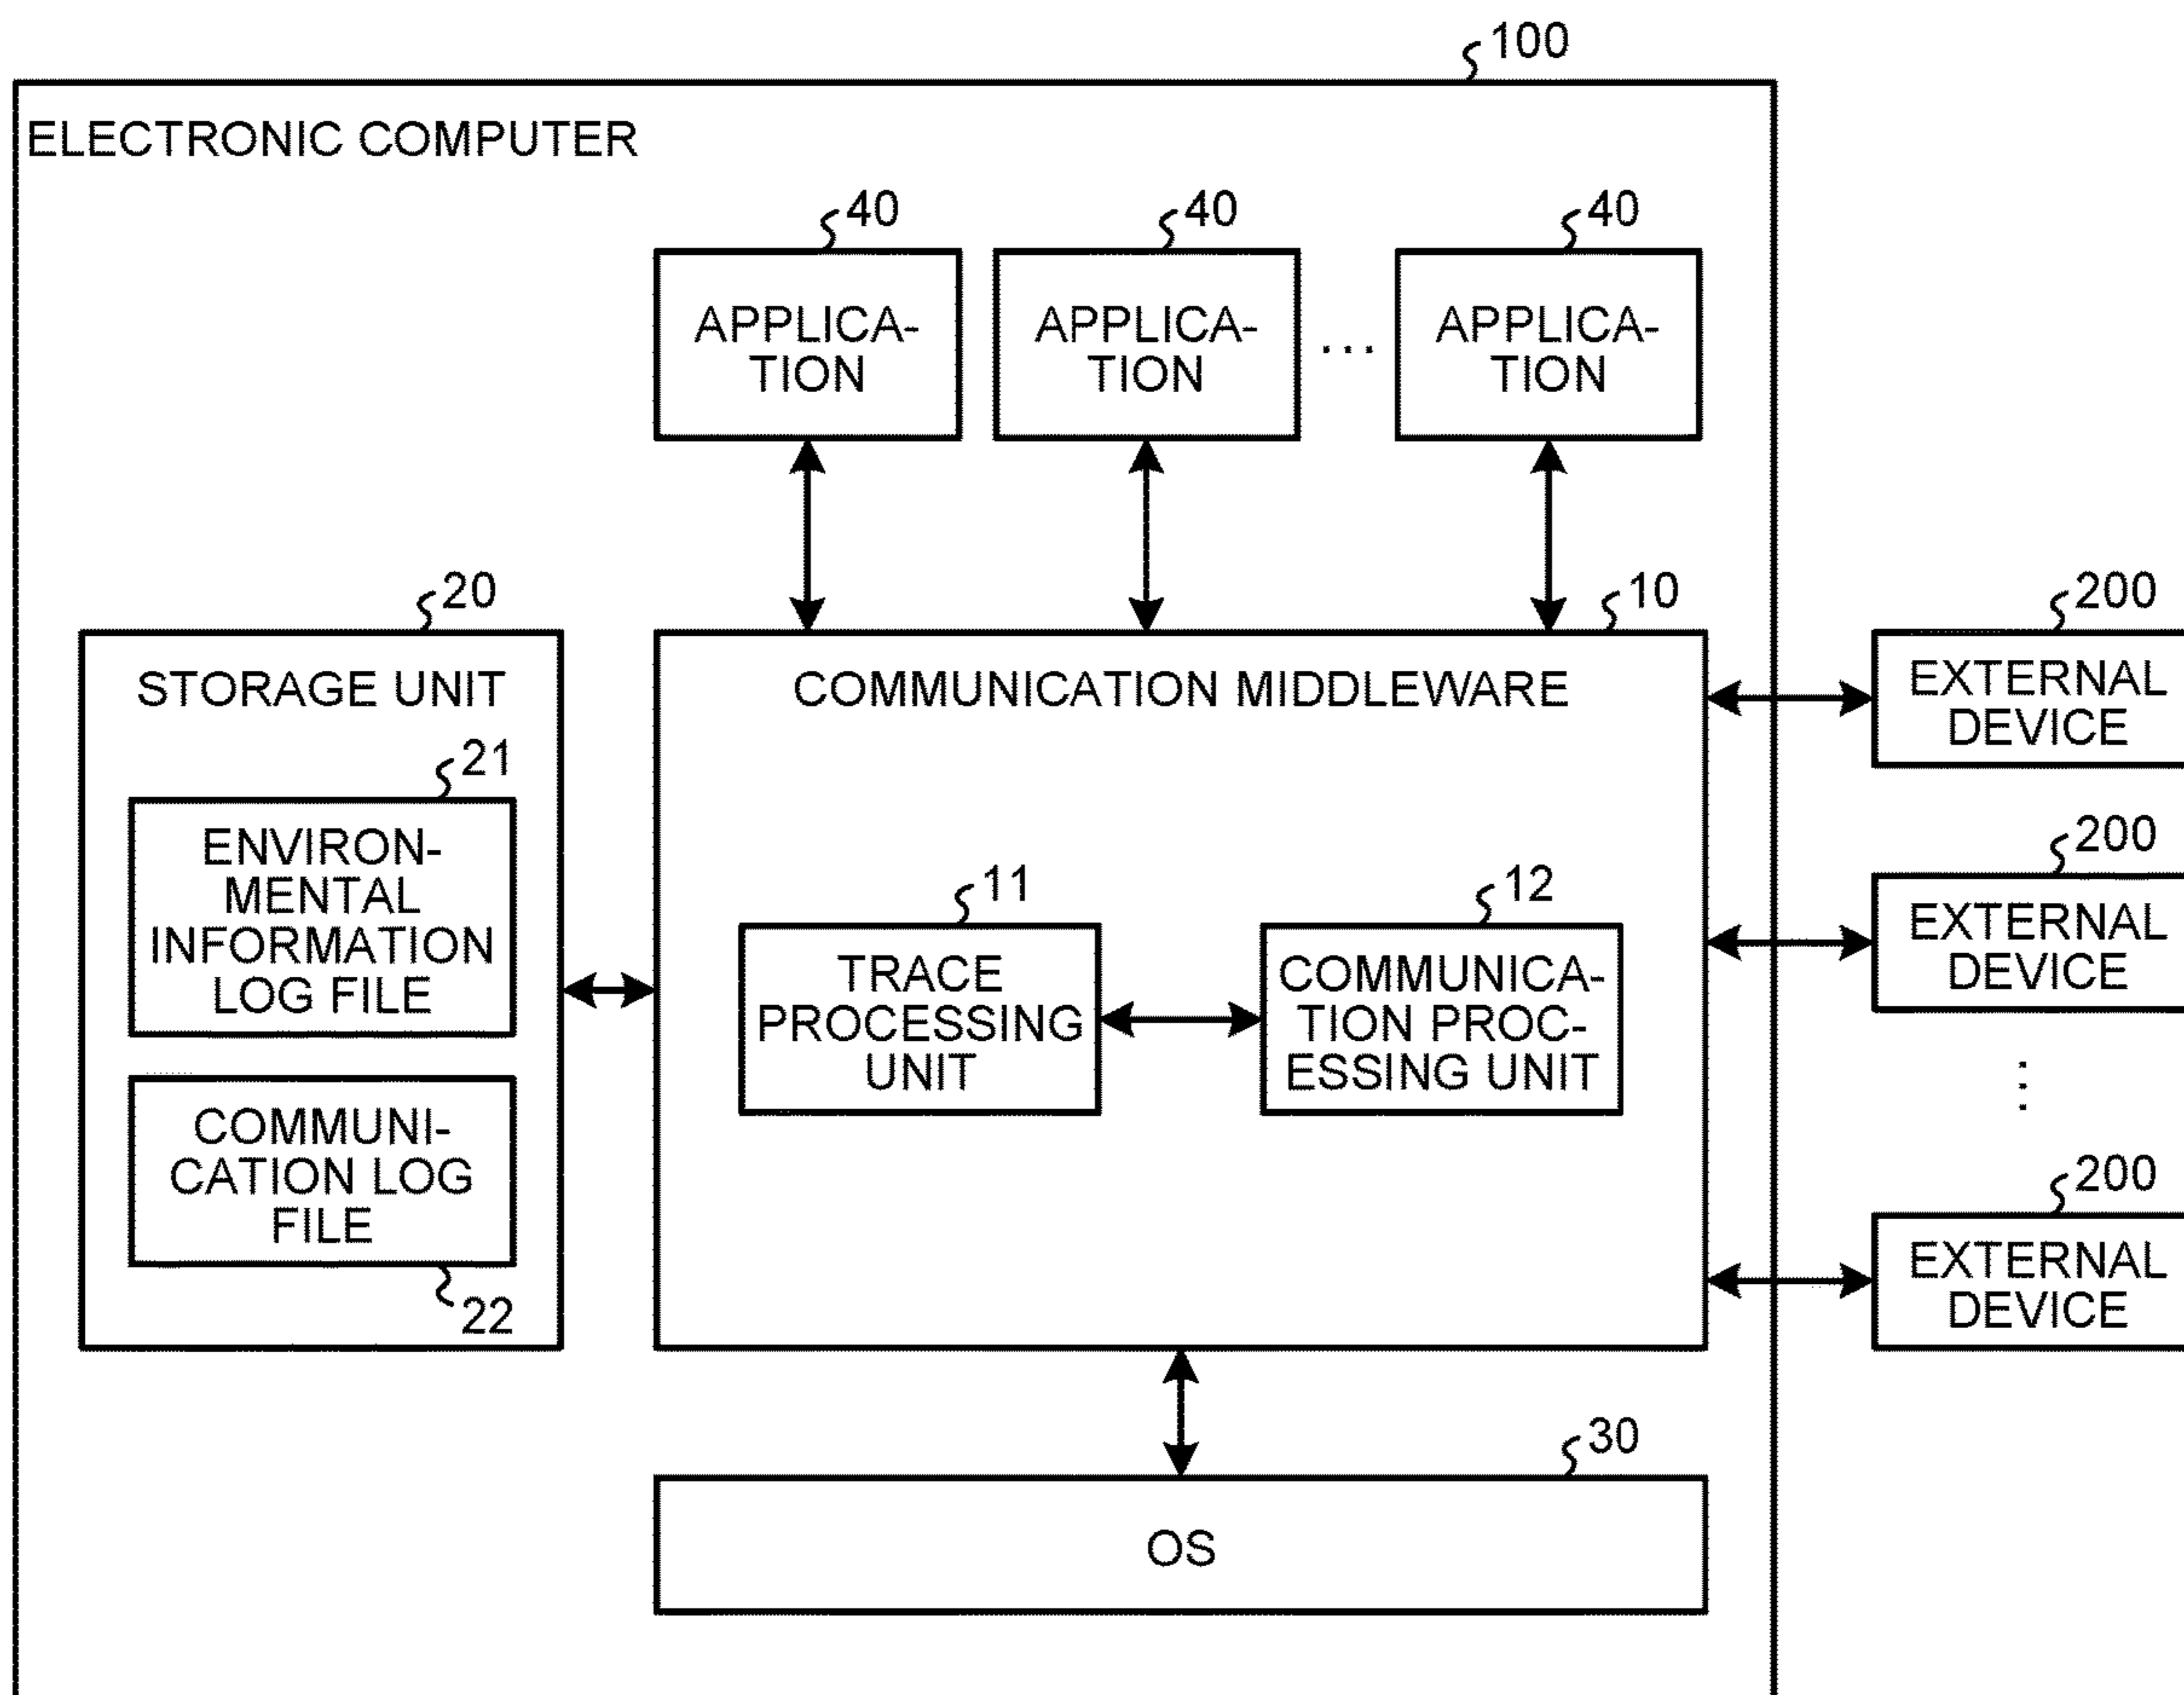 100
ELECTRONIC COMPUTER
40
40
40
APPLICA-
TION
APPLICA-
TION
...
APPLICA-
TION
20
STORAGE UNIT
21
ENVIRON-
MENTAL
INFORMATION
LOG FILE
COMMUNI-
CATION LOG
FILE
22
10
COMMUNICATION MIDDLEWARE
11
TRACE
PROCESSING
UNIT
12
COMMUNICA-
TION PROC-
ESSING UNIT
200
EXTERNAL
DEVICE
200
EXTERNAL
DEVICE
...
200
EXTERNAL
DEVICE
30
OS